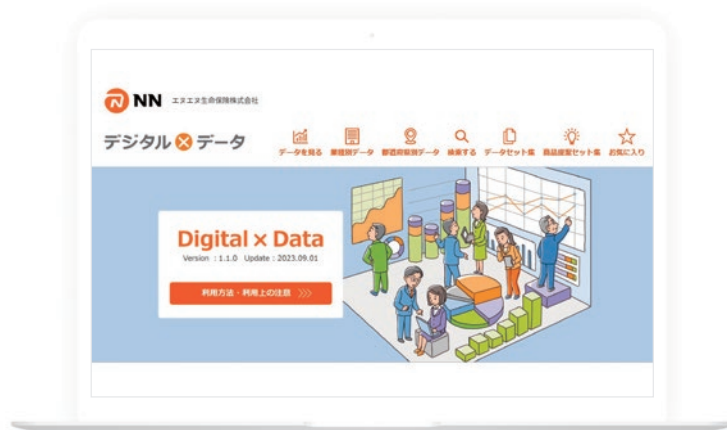 NN エヌエヌ生命保険株式会社
デジタル×データ
データを見る 業種別データ 都道府県別データ 検索する データセット集 商品提案セット集 お気に入り
Digital × Data
Version : 1.1.0 Update : 2023.09.01
利用方法・利用上の注意 》》